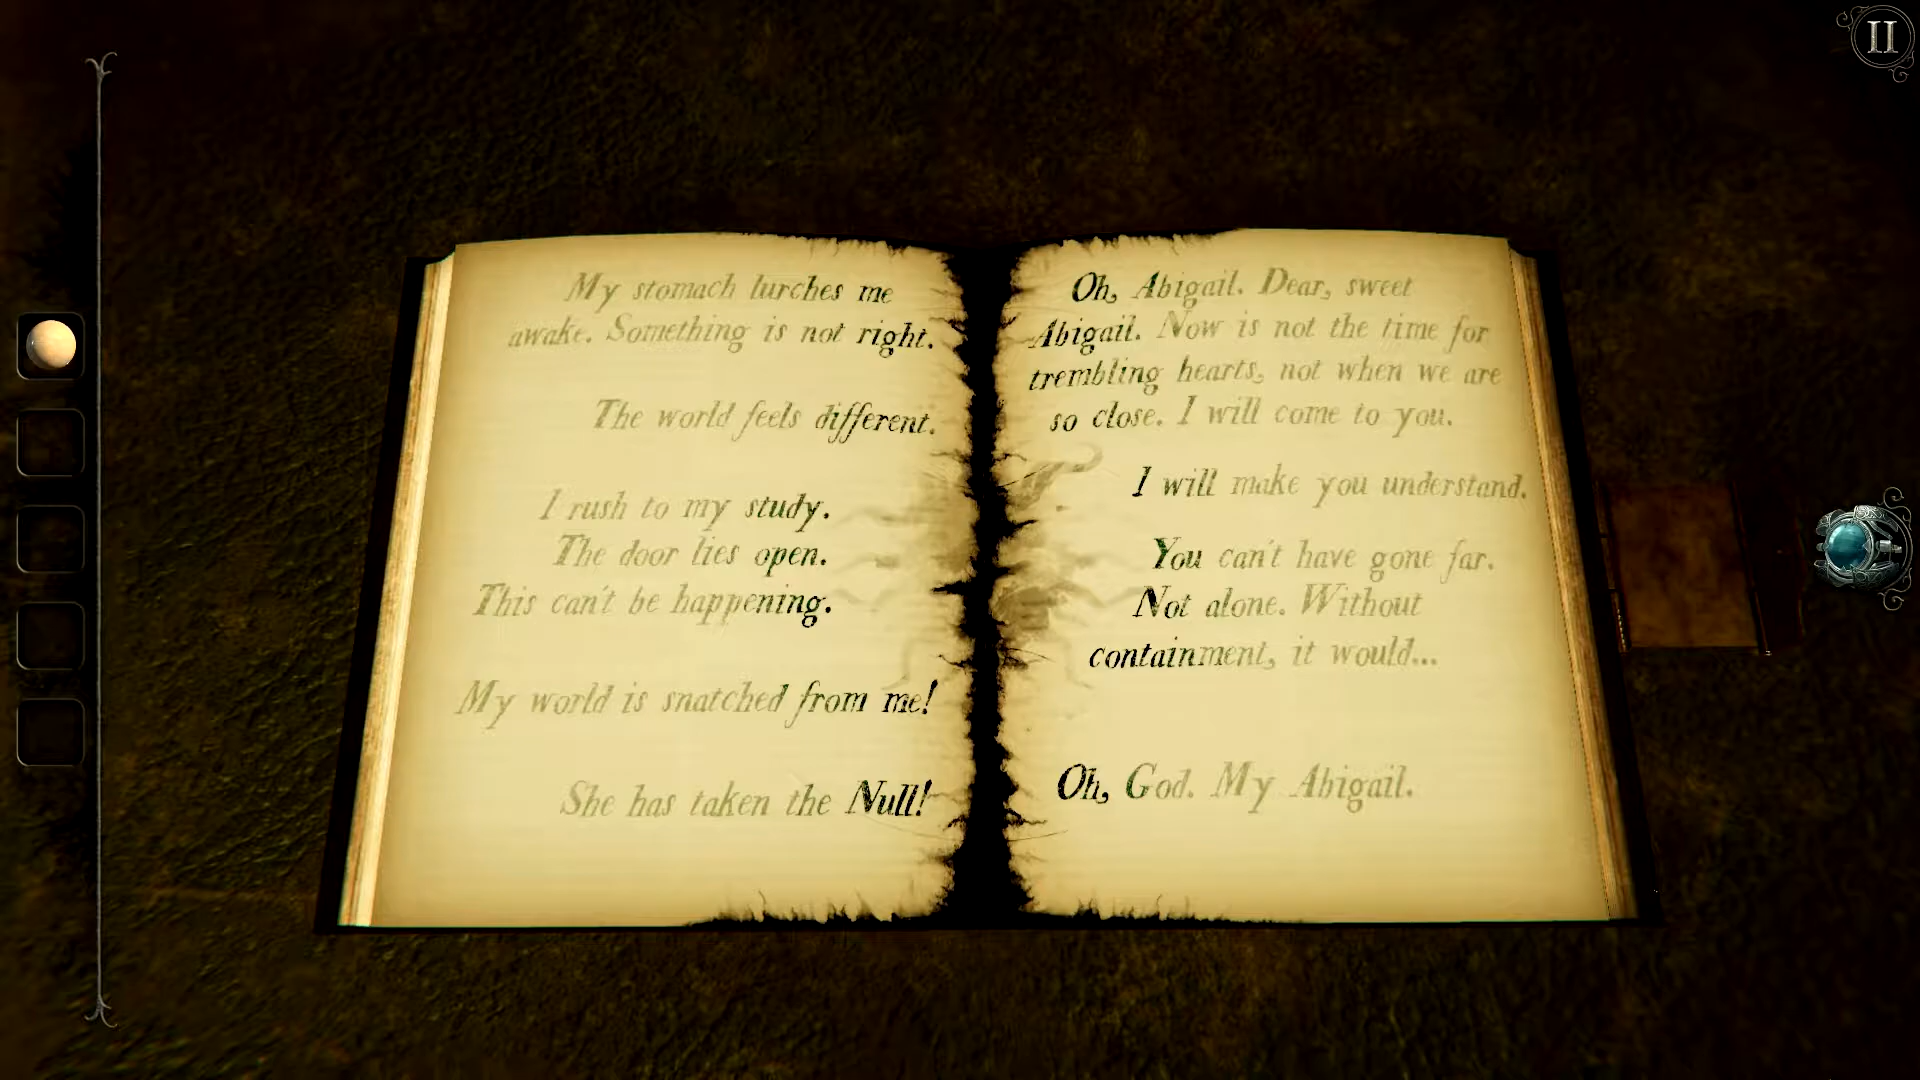 II
My stomach lurches me
awake. Something is not right.
The world feels different.
I rush to my study.
The door lies open.
This can't be happening.
My world is snatched from me!
She has taken the Null!
Oh, Abigail. Dear, sweet
Abigail. Now is not the time for
trembling hearts, not when we are
so close. I will come to you.
I will make you understand.
You can't have gone far.
Not alone. Without
containment, it would...
Oh, God. My Abigail.